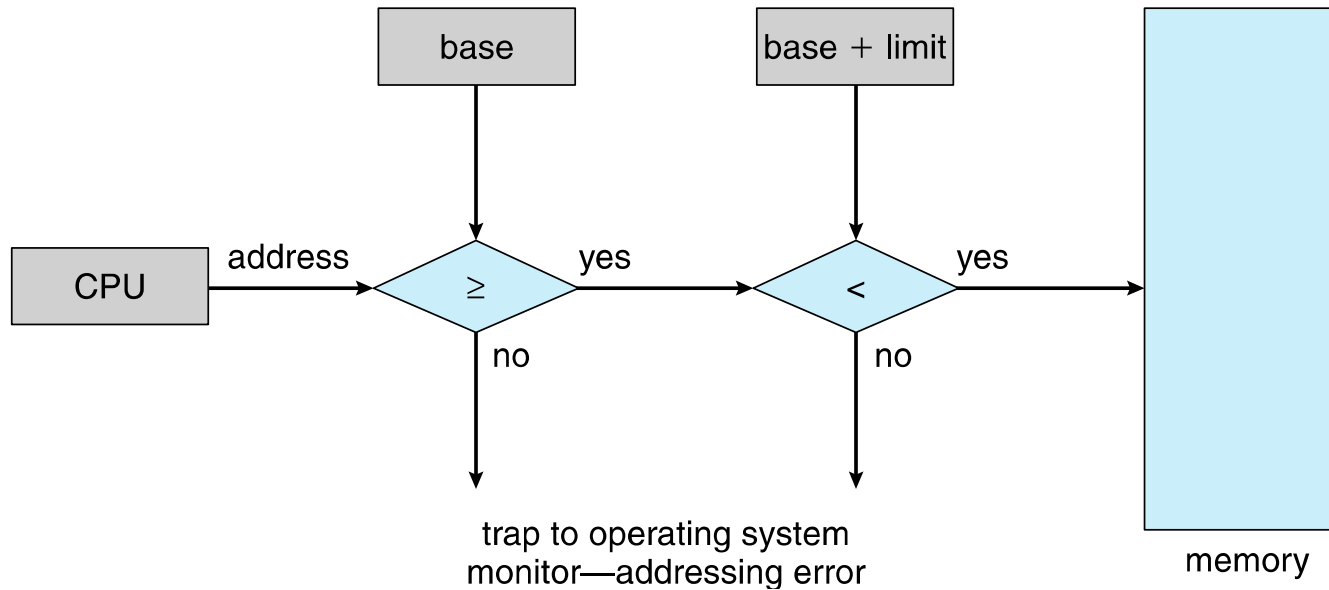 base
base + limit
CPU
address
≥
yes
<
yes
no
no
trap to operating system
monitor—addressing error
memory